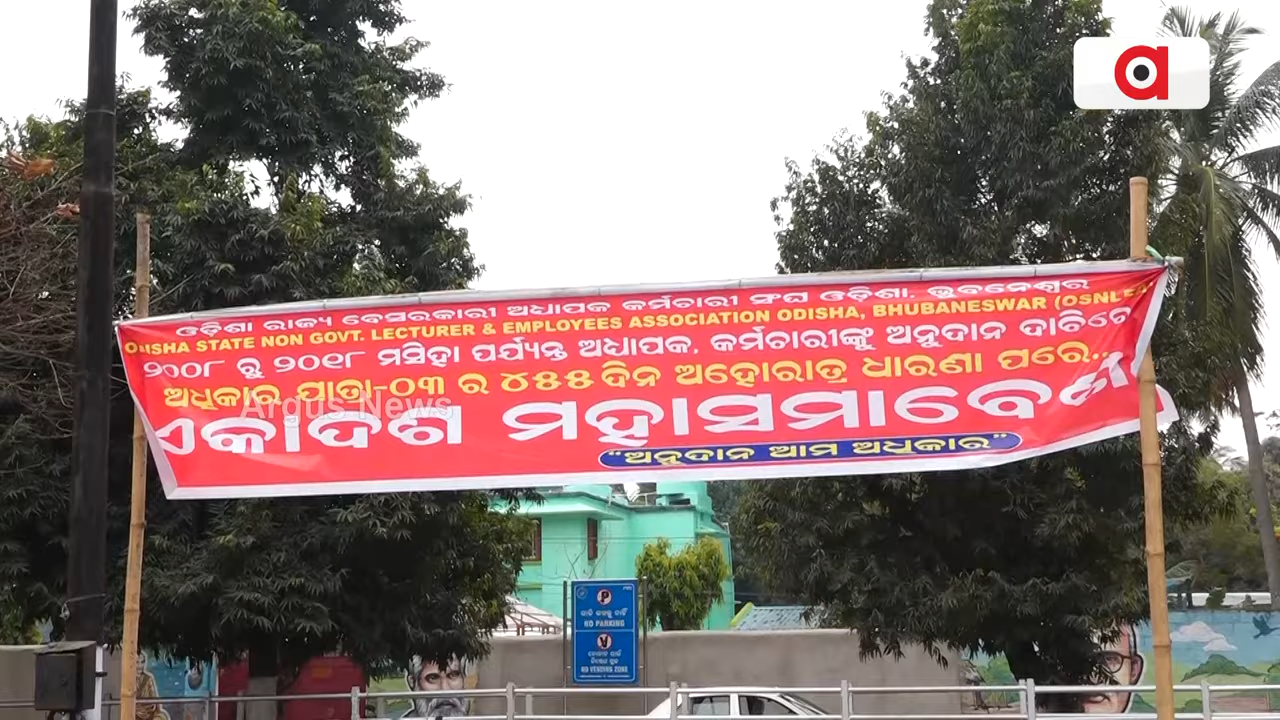 ଓଡ଼ିଶା ରାଜ୍ୟ ବେସରକାରୀ ଅଧ୍ୟାପକ କର୍ମଚାରୀ ସଂଘ ଓଡ଼ିଶା, ଭୁବନେଶ୍ୱର
ODISHA STATE NON GOVT. LECTURER & EMPLOYEES ASSOCIATION ODISHA, BHUBANESWAR (OSNLEA
୨୦୦୮ ରୁ ୨୦୧୮ ମସିହା ପର୍ଯ୍ୟନ୍ତ ଅଧ୍ୟାପକ, କର୍ମଚାରୀଙ୍କୁ ଅନୁଦାନ ଦାବିରେ
ଅଧିକାର ଯାତ୍ରା-୦୩ ର ୪୫୫ ଦିନ ଅହୋରାତ୍ର ଧାରଣା ପରେ...
ଏକାଦଶ ମହାସମାବେଶ
"ଅନୁଦାନ ଆମ ଅଧିକାର"
Argus News
a
P
NO PARKING
NO VENDING ZONE